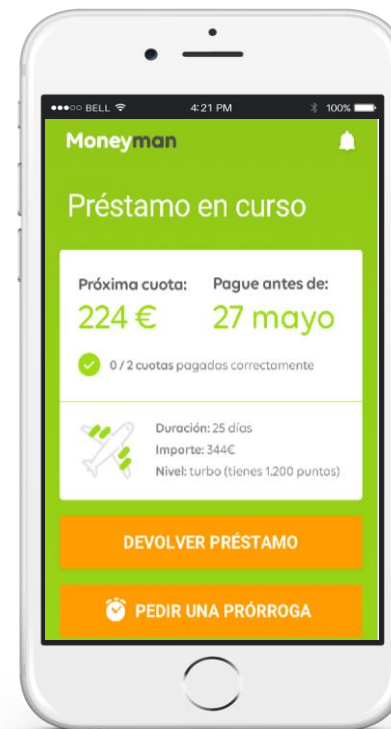 BELL 4:21 PM 100%
Moneyman
Préstamo en curso
Próxima cuota: Pague antes de:
224 € 27 mayo
0 / 2 cuotas pagadas correctamente
Duración: 25 días
Importe: 344€
Nivel: turbo (tienes 1.200 puntos)
DEVOLVER PRÉSTAMO
PEDIR UNA PRÓRROGA